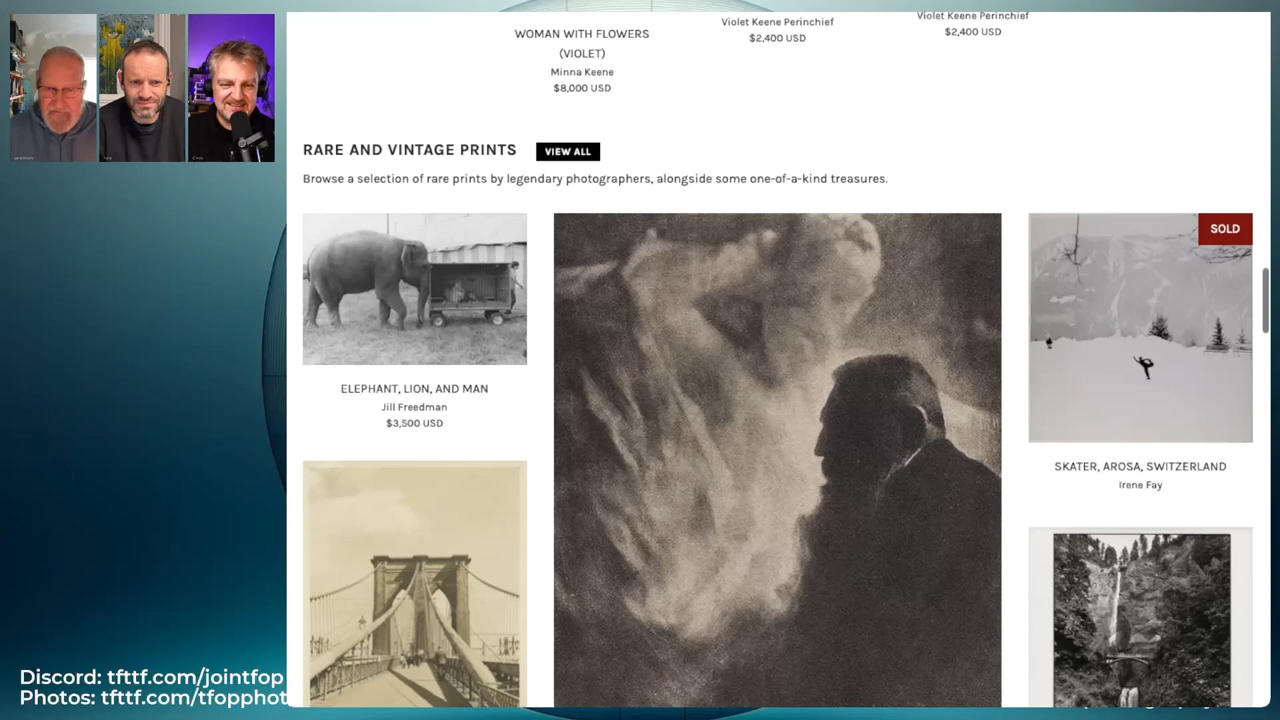 WOMAN WITH FLOWERS
(VIOLET)
Minna Keene
$8,000 USD
Violet Keene Perinchief
$2,400 USD
Violet Keene Perinchief
$2,400 USD
RARE AND VINTAGE PRINTS
VIEW ALL
Browse a selection of rare prints by legendary photographers, alongside some one-of-a-kind treasures.
ELEPHANT, LION, AND MAN
Jill Freedman
$3,500 USD
SOLD
SKATER, AROSA, SWITZERLAND
Irene Fay
Discord: tfttf.com/jointfop
Photos: tfttf.com/tfopphot